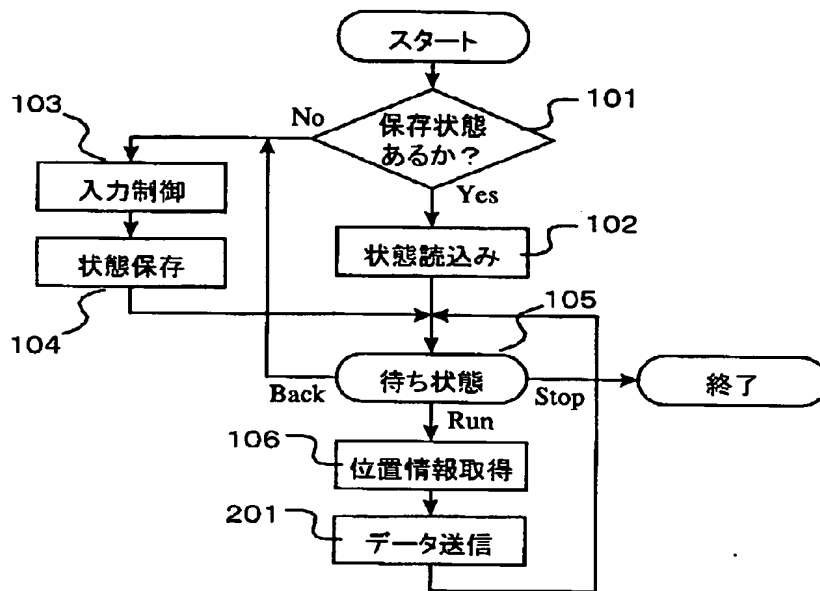 スタート
103
No
保存状態
あるか?
101
入力制御
Yes
状態読込み
102
状態保存
104
105
Back
待ち状態
Stop
終了
Run
106
位置情報取得
201
データ送信